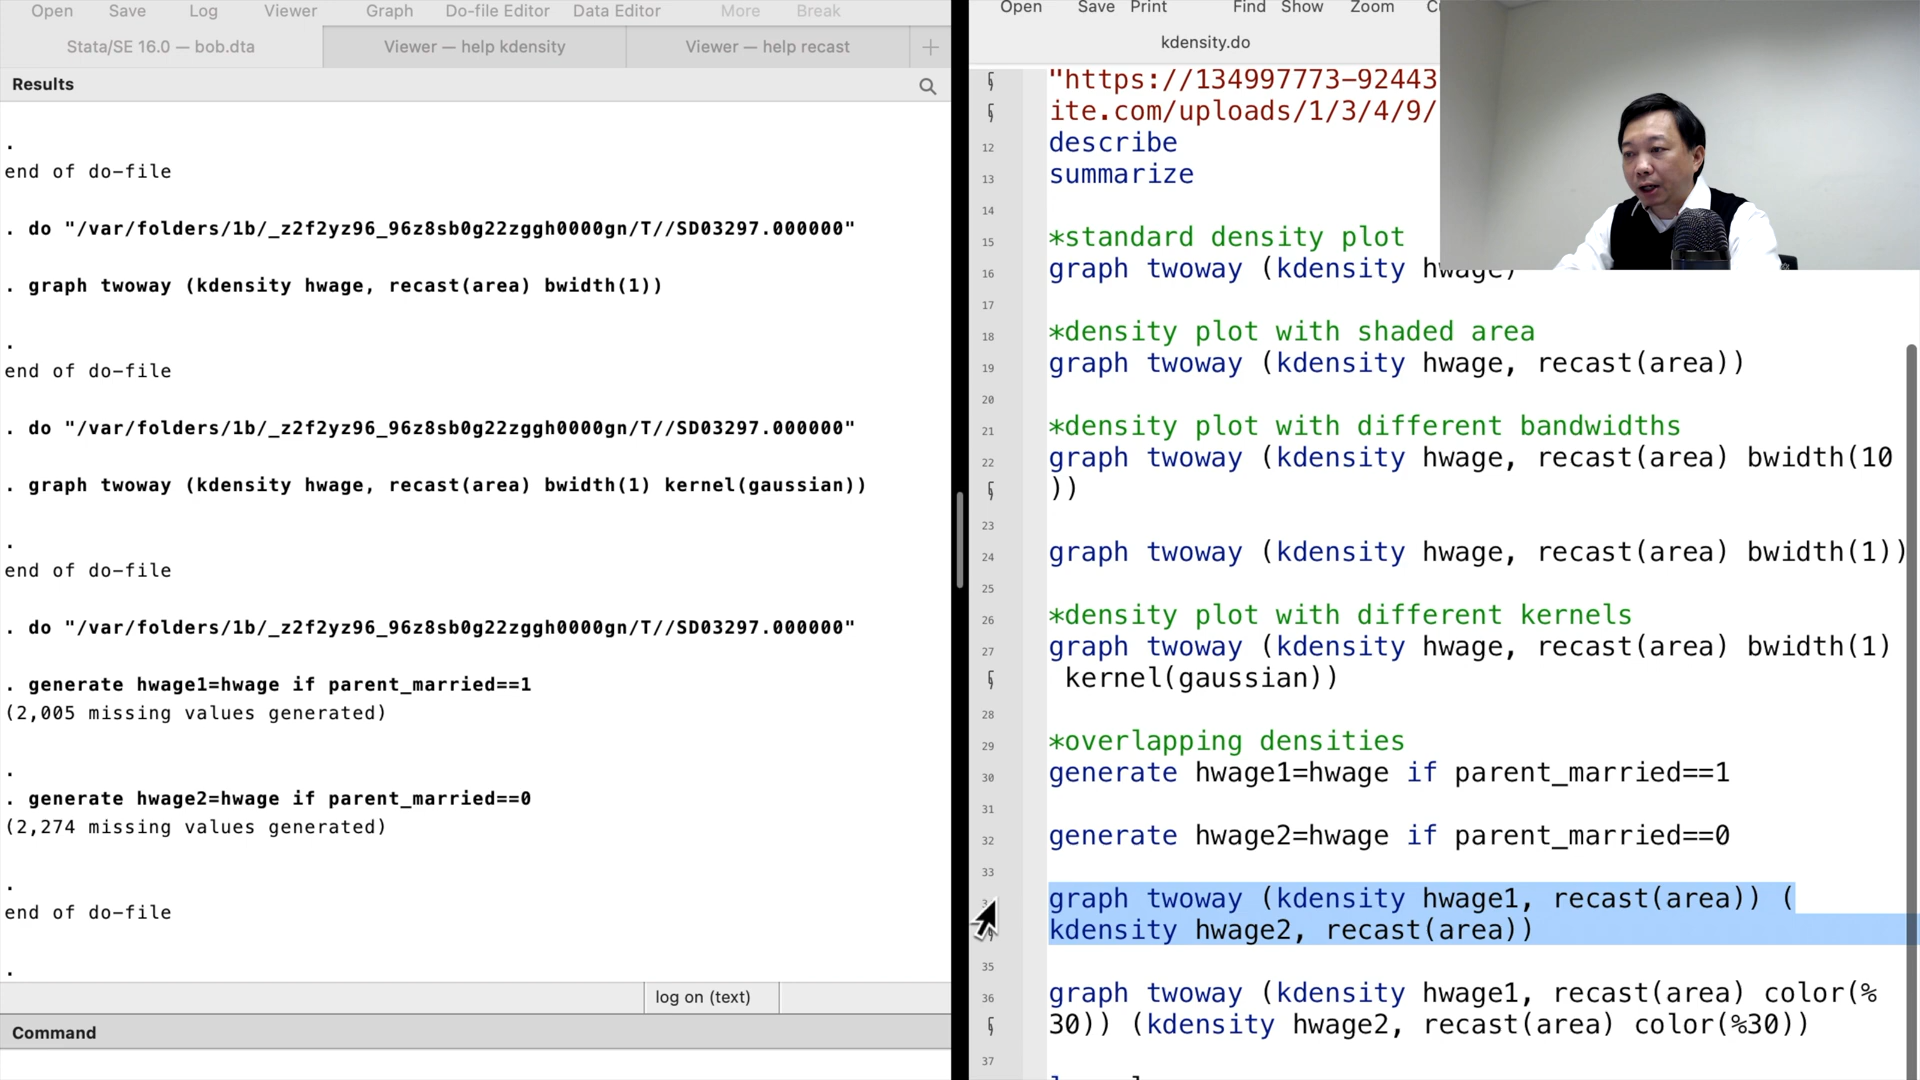 Open Save Log Viewer Graph Do-file Editor Data Editor More Break
Stata/SE 16.0 — bob.dta
Viewer — help kdensity
Viewer — help recast
Results
.
end of do-file
. do "/var/folders/1b/_z2f2yz96_96z8sb0g22zggh0000gn/T//SD03297.000000"
. graph twoway (kdensity hwage, recast(area) bwidth(1))
.
end of do-file
. do "/var/folders/1b/_z2f2yz96_96z8sb0g22zggh0000gn/T//SD03297.000000"
. graph twoway (kdensity hwage, recast(area) bwidth(1) kernel(gaussian))
.
end of do-file
. do "/var/folders/1b/_z2f2yz96_96z8sb0g22zggh0000gn/T//SD03297.000000"
. generate hwage1=hwage if parent_married==1
(2,005 missing values generated)
.
. generate hwage2=hwage if parent_married==0
(2,274 missing values generated)
.
end of do-file
.
log on (text)
Command
Open Save Print Find Show Zoom
kdensity.do
"https://134997773-92443
ite.com/uploads/1/3/4/9/
12 describe
13 summarize
14
15 *standard density plot
16 graph twoway (kdensity hwage)
17
18 *density plot with shaded area
19 graph twoway (kdensity hwage, recast(area))
20
21 *density plot with different bandwidths
22 graph twoway (kdensity hwage, recast(area) bwidth(10
))
23
24 graph twoway (kdensity hwage, recast(area) bwidth(1))
25
26 *density plot with different kernels
27 graph twoway (kdensity hwage, recast(area) bwidth(1)
kernel(gaussian))
28
29 *overlapping densities
30 generate hwage1=hwage if parent_married==1
31
32 generate hwage2=hwage if parent_married==0
33
graph twoway (kdensity hwage1, recast(area)) (
kdensity hwage2, recast(area))
35
36 graph twoway (kdensity hwage1, recast(area) color(%
30)) (kdensity hwage2, recast(area) color(%30))
37